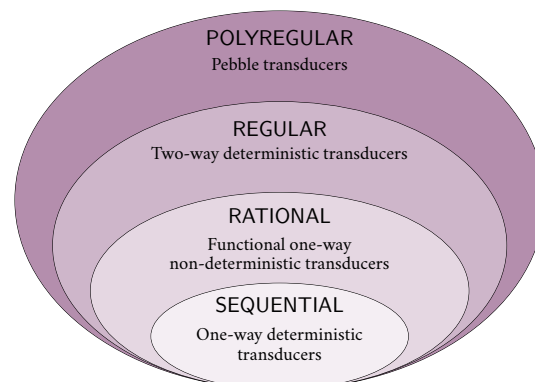 POLYREGULAR
Pebble transducers
REGULAR
Two-way deterministic transducers
RATIONAL
Functional one-way
non-deterministic transducers
SEQUENTIAL
One-way deterministic
transducers